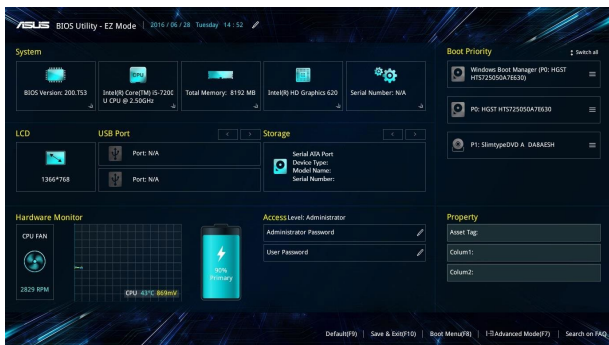 ASUS BIOS Utility - EZ Mode 2016 / 06 / 28 Tuesday 14 : 52
System
BIOS Version: 200.T53
CPU
Intel(R) Core(TM) i5-7200
U CPU @ 2.50GHz
Total Memory: 8192 MB
Intel(R) HD Graphics 620
Serial Number: N/A
Boot Priority
Switch all
Windows Boot Manager (P0: HGST
HTS725050A7E630)
P0: HGST HTS725050A7E630
P1: SlimtypeDVD A DA8AESH
LCD
1366*768
USB Port
Port: N/A
Port: N/A
Storage
Serial ATA Port
Device Type:
Model Name:
Serial Number:
Hardware Monitor
CPU FAN
2829 RPM
CPU 43°C 869mV
90%
Primary
Access Level: Administrator
Administrator Password
User Password
Property
Asset Tag:
Colum1:
Colum2:
Default(F9) | Save & Exit(F10) | Boot Menu(F8) | Advanced Mode(F7) | Search on FAQ